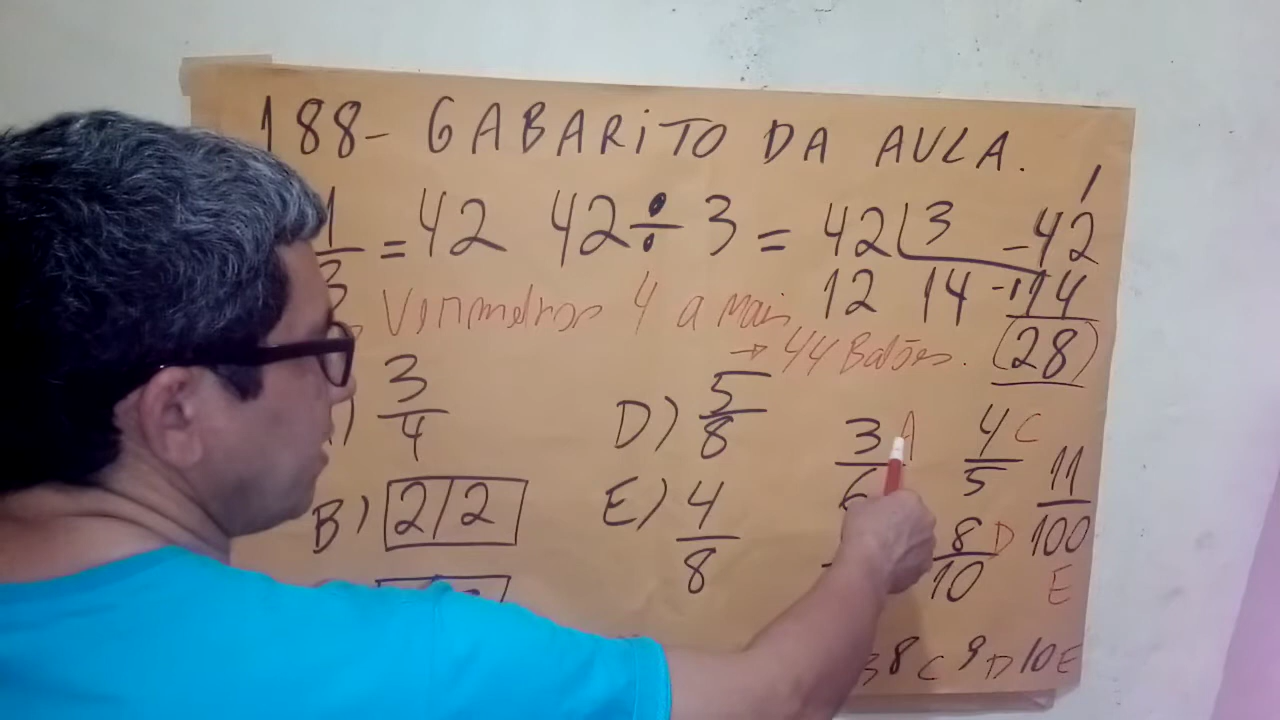 188- GABARITO DA AULA.
1/3 = 42 42 ÷ 3 = 42 3 -42
12 14 -14
Vermelhos 4 a mais
→ 44 Balões. 28
3/4 D) 5/8 3/6 A 4/5 C 11/100 E
B) 2/2 E) 4/8 8/10 D
8 C 9 D 10 E